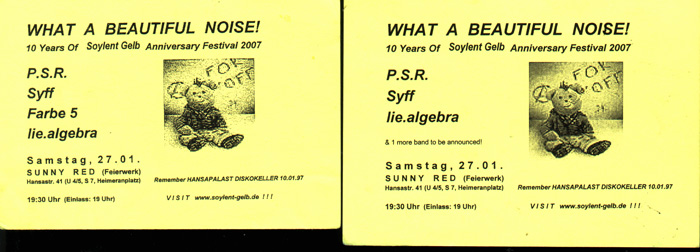 WHAT A BEAUTIFUL NOISE!
10 Years Of Soylent Gelb Anniversary Festival 2007
P.S.R.
Syff
Farbe 5
lie.algebra
FOK
OFF
Samstag, 27.01.
SUNNY RED (Feierwerk)
Hansastr. 41 (U 4/5, S 7, Heimeranplatz)
Remember HANSAPALAST DISKOKELLER 10.01.97
19:30 Uhr (Einlass: 19 Uhr)
VISIT www.soylent-gelb.de !!!
WHAT A BEAUTIFUL NOISE!
10 Years Of Soylent Gelb Anniversary Festival 2007
P.S.R.
Syff
lie.algebra
& 1 more band to be announced!
FOK
OFF
Samstag, 27.01.
SUNNY RED (Feierwerk)
Hansastr. 41 (U 4/5, S 7, Heimeranplatz)
Remember HANSAPALAST DISKOKELLER 10.01.97
19:30 Uhr (Einlass: 19 Uhr)
VISIT www.soylent-gelb.de !!!